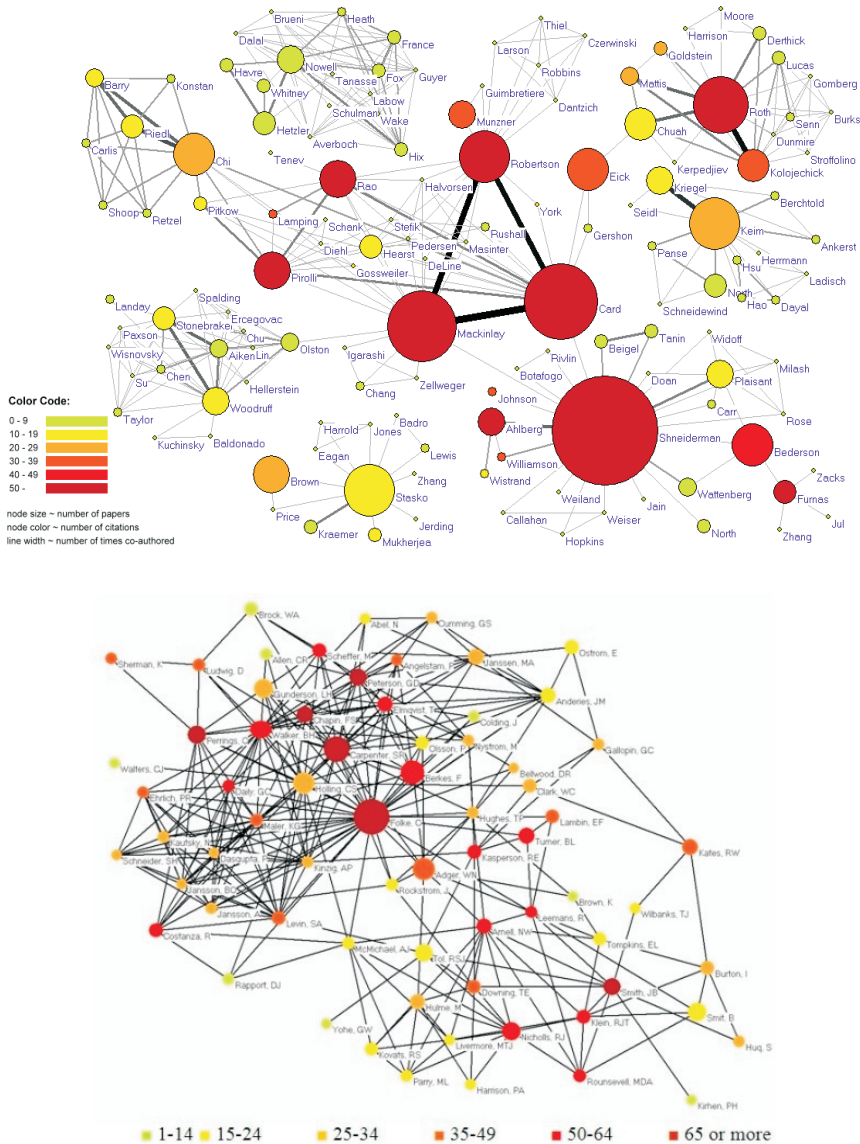 Moore
Brueni
Heath
Thiel
Harrison
Dalal
France
Larson
Czerwinski
Goldstein
Derthick
Nowell
Tanasse
Fox
Guyer
Robbins
Mattis
Lucas
Barry
Konstan
Havre
Whitney
Labow
Guimbretiere
Dantzich
Roth
Gomberg
Schulman
Wake
Munzner
Chuah
Senn
Burks
Riedl
Hetzler
Averboch
Hix
Dunmire
Carlis
Chi
Tenev
Robertson
Eick
Kerpedjiev
Kolojechick
Stroffolino
Rao
Halvorsen
Kriegel
Berchtold
Shoop
Retzel
Pitkow
Lamping
Schank
Stefik
Rushall
York
Seidl
Keim
Diehl
Hearst
Pedersen
Masinter
Gershon
Panse
Ankerst
Pirolli
Gossweiler
DeLine
Hsu
Herrmann
Ladisch
Landay
Spalding
Card
North
Hao
Dayal
Stonebraker
Ercegovac
Mackinlay
Schneidewind
Paxson
Chu
Olston
Igarashi
Rivlin
Beigel
Tanin
Widoff
Wisnovsky
Aiken
Lin
Botafogo
Doan
Milash
Su
Chen
Hellerstein
Chang
Zellweger
Plaisant
Color Code:
Taylor
Woodruff
Johnson
Carr
Rose
0 - 9
10 - 19
20 - 29
30 - 39
40 - 49
50 -
Kuchinsky
Baldonado
Harrold
Jones
Badro
Ahlberg
Shneiderman
Bederson
Eagan
Lewis
Williamson
Wistrand
Zacks
Brown
Zhang
Stasko
Weiland
Jain
Wattenberg
Furnas
node size ~ number of papers
node color ~ number of citations
line width ~ number of times co-authored
Price
Kraemer
Mukherjea
Jerding
Callahan
Hopkins
Weiser
North
Zhang
Jul
Brock, WA
Abel, N
Cumming, GS
Sherman, K
Ludwig, D
Allen, CR
Scheffer, M
Angelstam, P
Janssen, MA
Ostrom, E
Gunderson, LH
Peterson, GD
Chapin, FS
Elmqvist, T
Anderies, JM
Perrings, C
Walker, BH
Colding, J
Carpenter, SR
Olsson, P
Nystrom, M
Gallopin, GC
Walters, CJ
Daily, GC
Holling, CS
Berkes, F
Bellwood, DR
Clark, WC
Ehrlich, PR
Maler, KG
Folke, C
Hughes, TP
Lambin, EF
Kautsky, N
Turner, BL
Schneider, SH
Dasgupta, P
Kinzig, AP
Adger, WN
Kasperson, RE
Kates, RW
Jansson, BO
Rockstrom, J
Brown, K
Jansson, A
Levin, SA
Leemans, R
Wilbanks, TJ
Costanza, R
McMichael, AJ
Arnell, NW
Tompkins, EL
Tol, RSJ
Rapport, DJ
Downing, TE
Smith, JB
Burton, I
Hulme, M
Yohe, GW
Nicholls, RJ
Klein, RJT
Smit, B
Kovats, RS
Livermore, MTJ
Huq, S
Parry, ML
Harrison, PA
Rounsevell, MDA
Kirhen, PH
1-14 15-24 25-34 35-49 50-64 65 or more